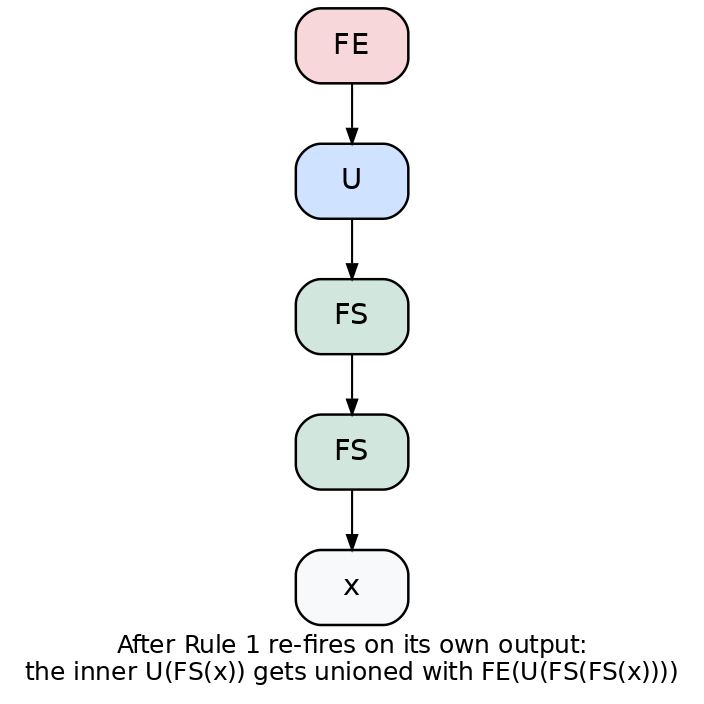 FE
U
FS
FS
x
After Rule 1 re-fires on its own output:
the inner U(FS(x)) gets unioned with FE(U(FS(FS(x))))